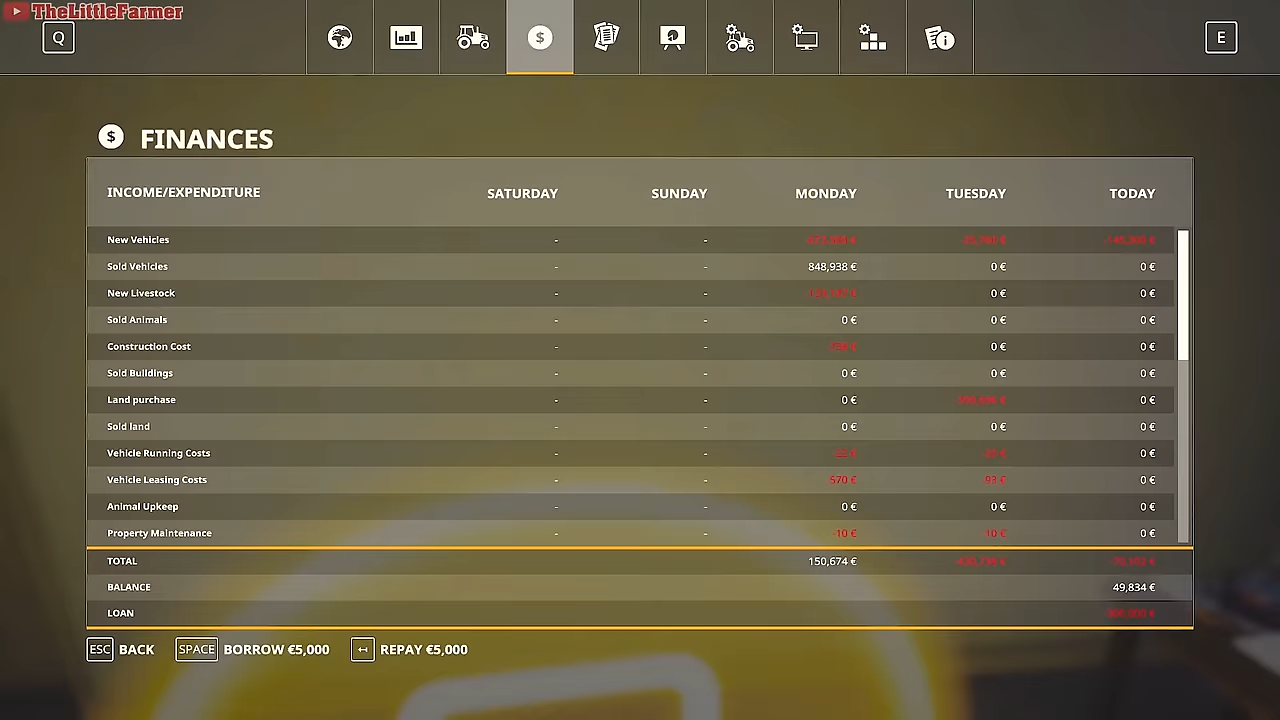 TheLittleFarmer
Q
$
E
$ FINANCES
INCOME/EXPENDITURE SATURDAY SUNDAY MONDAY TUESDAY TODAY
New Vehicles - -
Sold Vehicles - - 848,938 € 0 € 0 €
New Livestock - - 0 € 0 €
Sold Animals - - 0 € 0 € 0 €
Construction Cost - - 0 € 0 €
Sold Buildings - - 0 € 0 € 0 €
Land purchase - - 0 € 0 €
Sold land - - 0 € 0 € 0 €
Vehicle Running Costs - - 0 €
Vehicle Leasing Costs - - 570 € 93 € 0 €
Animal Upkeep - - 0 € 0 € 0 €
Property Maintenance - - -10 € 10 € 0 €
TOTAL 150,674 €
BALANCE 49,834 €
LOAN
ESC BACK SPACE BORROW €5,000 ↤ REPAY €5,000